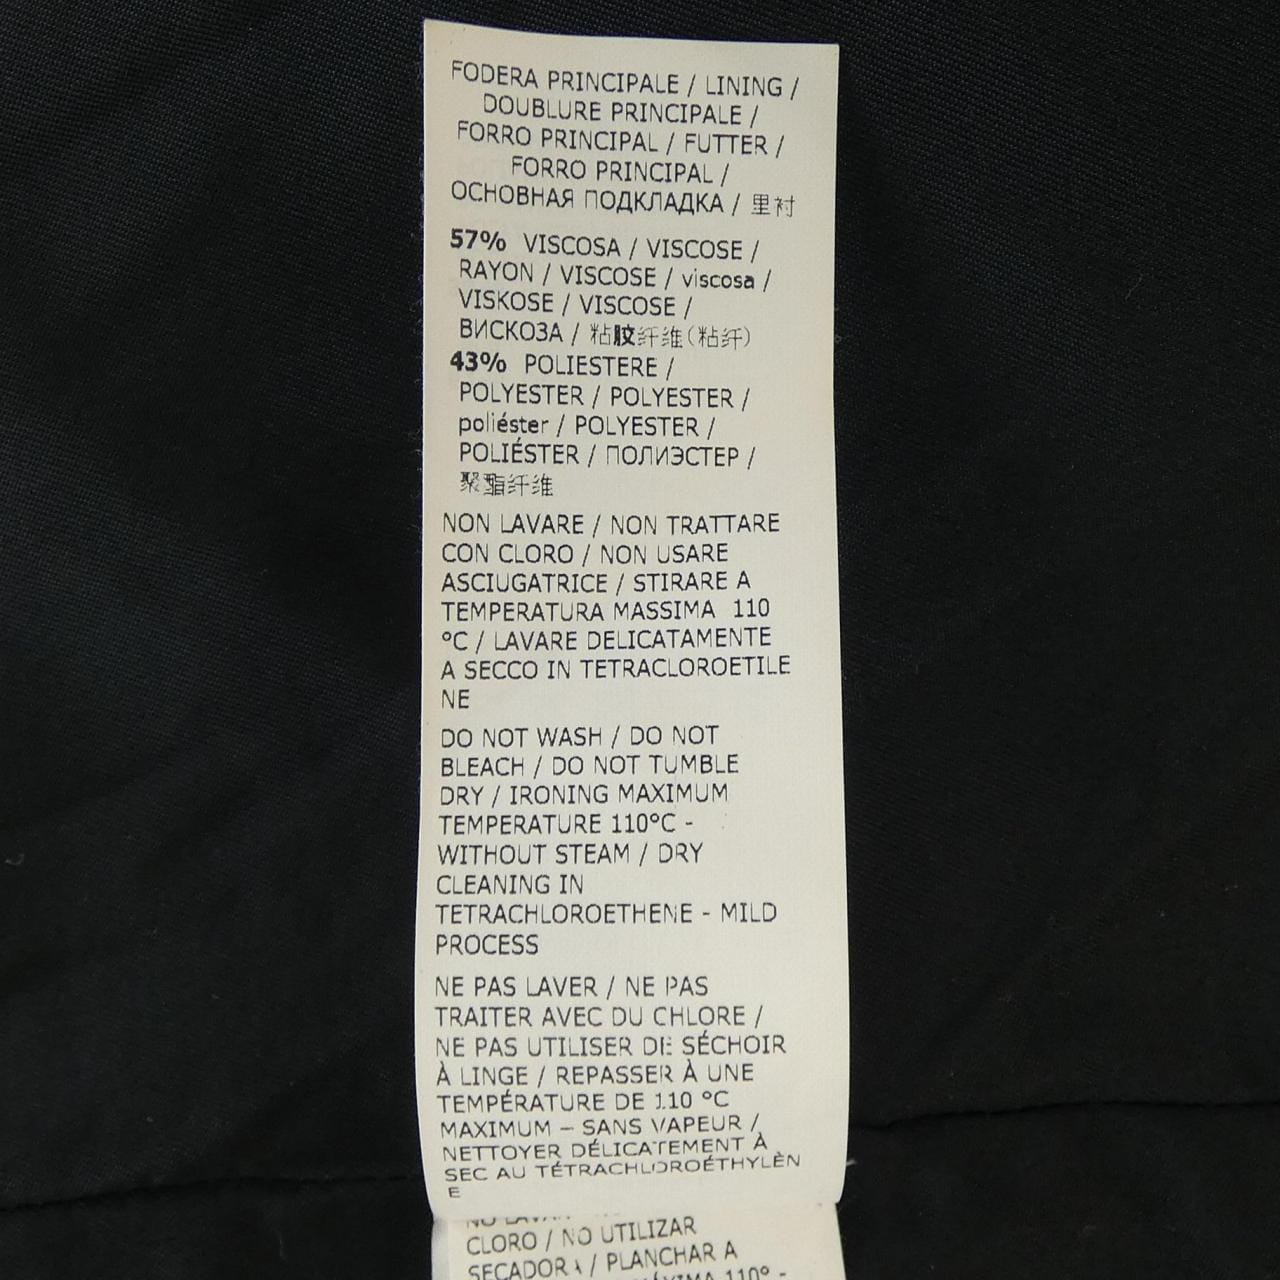 FODERA PRINCIPALE / LINING /
DOUBLURE PRINCIPALE /
FORRO PRINCIPAL / FUTTER /
FORRO PRINCIPAL /
ОСНОВНАЯ ПОДКЛАДКА / 里衬
57% VISCOSA / VISCOSE /
RAYON / VISCOSE / viscosa /
VISKOSE / VISCOSE /
ВИСКОЗА / 粘胶纤维(粘纤)
43% POLIESTERE /
POLYESTER / POLYESTER /
poliéster / POLYESTER /
POLIÉSTER / ПОЛИЭСТЕР /
聚酯纤维
NON LAVARE / NON TRATTARE
CON CLORO / NON USARE
ASCIUGATRICE / STIRARE A
TEMPERATURA MASSIMA 110
°C / LAVARE DELICATAMENTE
A SECCO IN TETRACLOROETILE
NE
DO NOT WASH / DO NOT
BLEACH / DO NOT TUMBLE
DRY / IRONING MAXIMUM
TEMPERATURE 110°C -
WITHOUT STEAM / DRY
CLEANING IN
TETRACHLOROETHENE - MILD
PROCESS
NE PAS LAVER / NE PAS
TRAITER AVEC DU CHLORE /
NE PAS UTILISER DE SÉCHOIR
À LINGE / REPASSER À UNE
TEMPÉRATURE DE 110 °C
MAXIMUM – SANS VAPEUR /
NETTOYER DÉLICATEMENT À
SEC AU TÉTRACHLOROÉTHYLÈN
E
NO
CLORO / NO UTILIZAR
SECADORA / PLANCHAR A
110° -